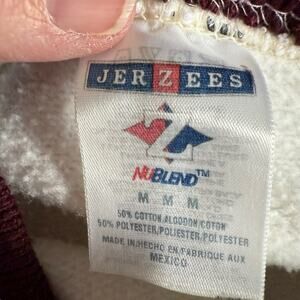 JERZEES
NUBLEND™
M M M
50% COTTON/ALGODON/COTON
50% POLYESTER/POLIESTER/POLYESTER
MADE IN/HECHO EN/FABRIQUE AUX
MEXICO